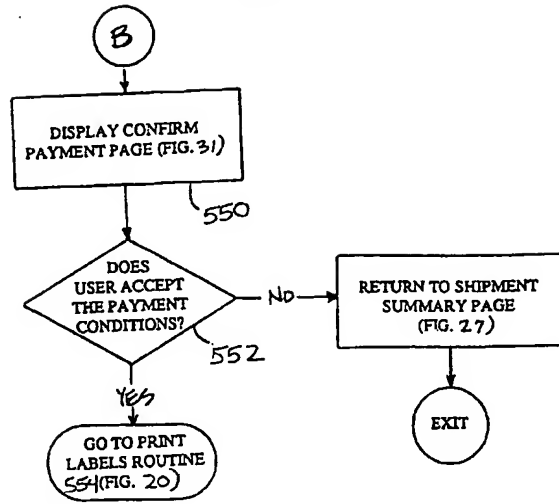 B
DISPLAY CONFIRM
PAYMENT PAGE (FIG. 31)
550
DOES
USER ACCEPT
THE PAYMENT
CONDITIONS?
552
NO
RETURN TO SHIPMENT
SUMMARY PAGE
(FIG. 27)
YES
EXIT
GO TO PRINT
LABELS ROUTINE
554 (FIG. 20)